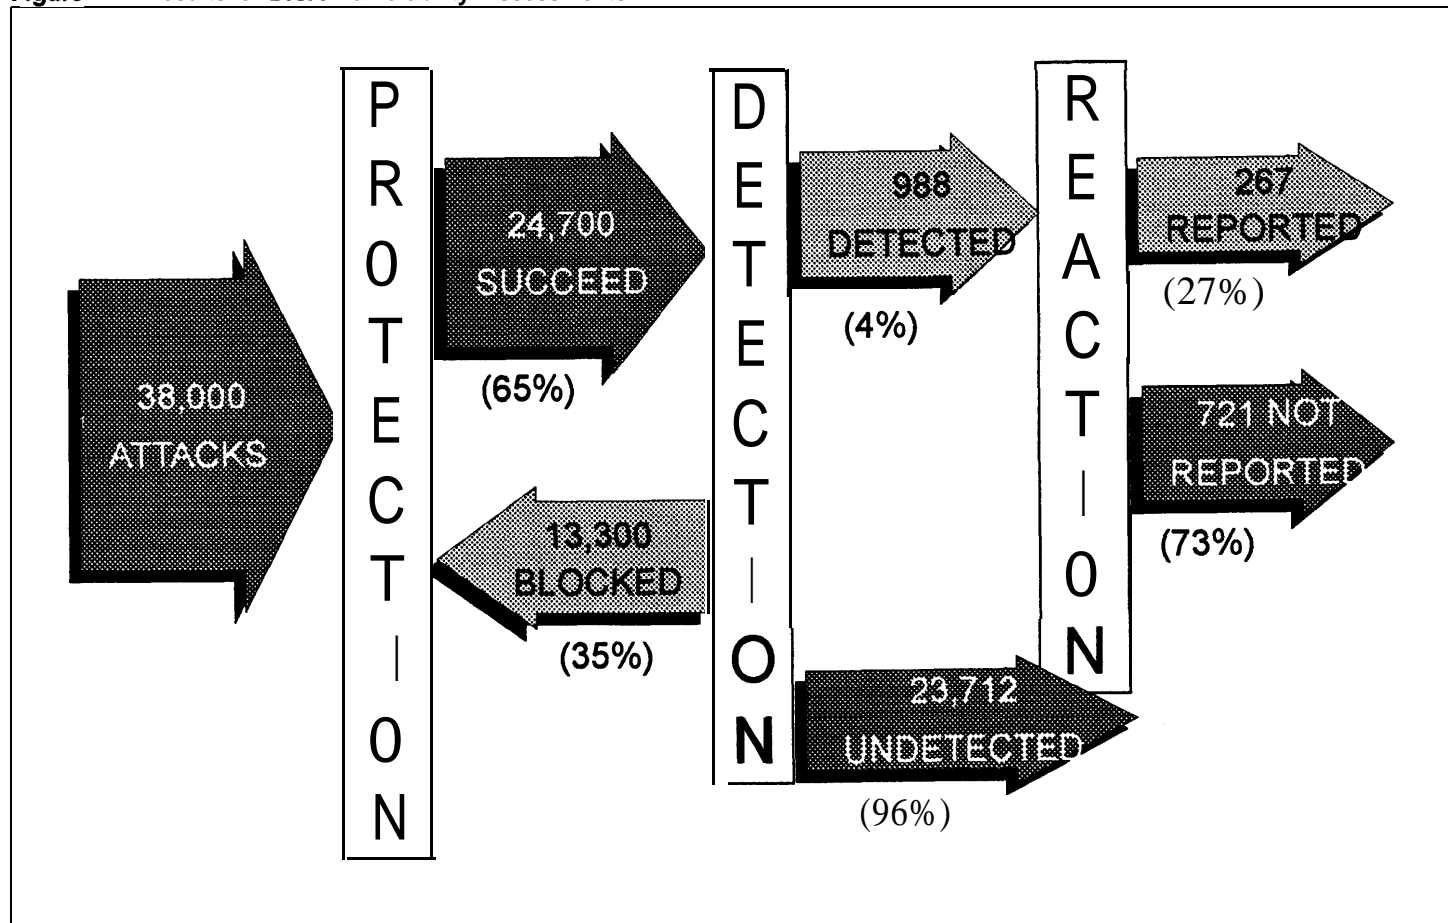 PROTECTION
DETECTION
REACTION
38,000
ATTACKS
24,700
SUCCEED
(65%)
13,300
BLOCKED
(35%)
988
DETECTED
(4%)
23,712
UNDETECTED
(96%)
267
REPORTED
(27%)
721 NOT
REPORTED
(73%)